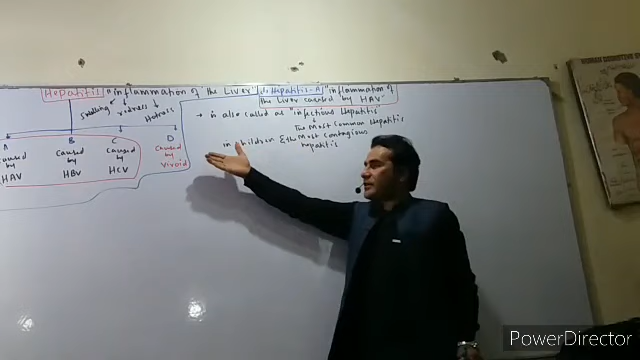 Hepatitis "inflammation of the Liver"
Swelling redness Hotness
A B C D
caused by HAV
caused by HBV
caused by HCV
caused by Viroid
1. Hepatitis-A "inflammation of
the Liver caused by HAV"
→ is also called as "infectious Hepatitis"
The Most Common Hepatitis
in children & the Most Contagious
hepatitis
PowerDirector